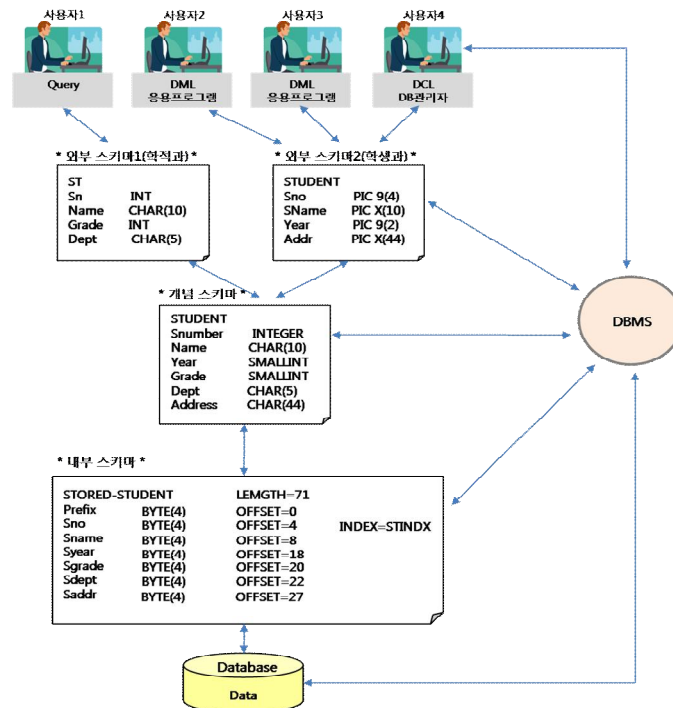 사용자1 사용자2 사용자3 사용자4
Query DML DML DCL
응용프로그램 응용프로그램 DB관리자
* 외부 스키마1(학적과) * * 외부 스키마2(학생과) *
ST
Sn INT
Name CHAR(10)
Grade INT
Dept CHAR(5)
STUDENT
Sno PIC 9(4)
SName PIC X(10)
Year PIC 9(2)
Addr PIC X(44)
* 개념 스키마 *
STUDENT
Snumber INTEGER
Name CHAR(10)
Year SMALLINT
Grade SMALLINT
Dept CHAR(5)
Address CHAR(44)
DBMS
* 내부 스키마 *
STORED-STUDENT LEMGTH=71
Prefix BYTE(4) OFFSET=0
Sno BYTE(4) OFFSET=4 INDEX=STINDX
Sname BYTE(4) OFFSET=8
Syear BYTE(4) OFFSET=18
Sgrade BYTE(4) OFFSET=20
Sdept BYTE(4) OFFSET=22
Saddr BYTE(4) OFFSET=27
Database
Data